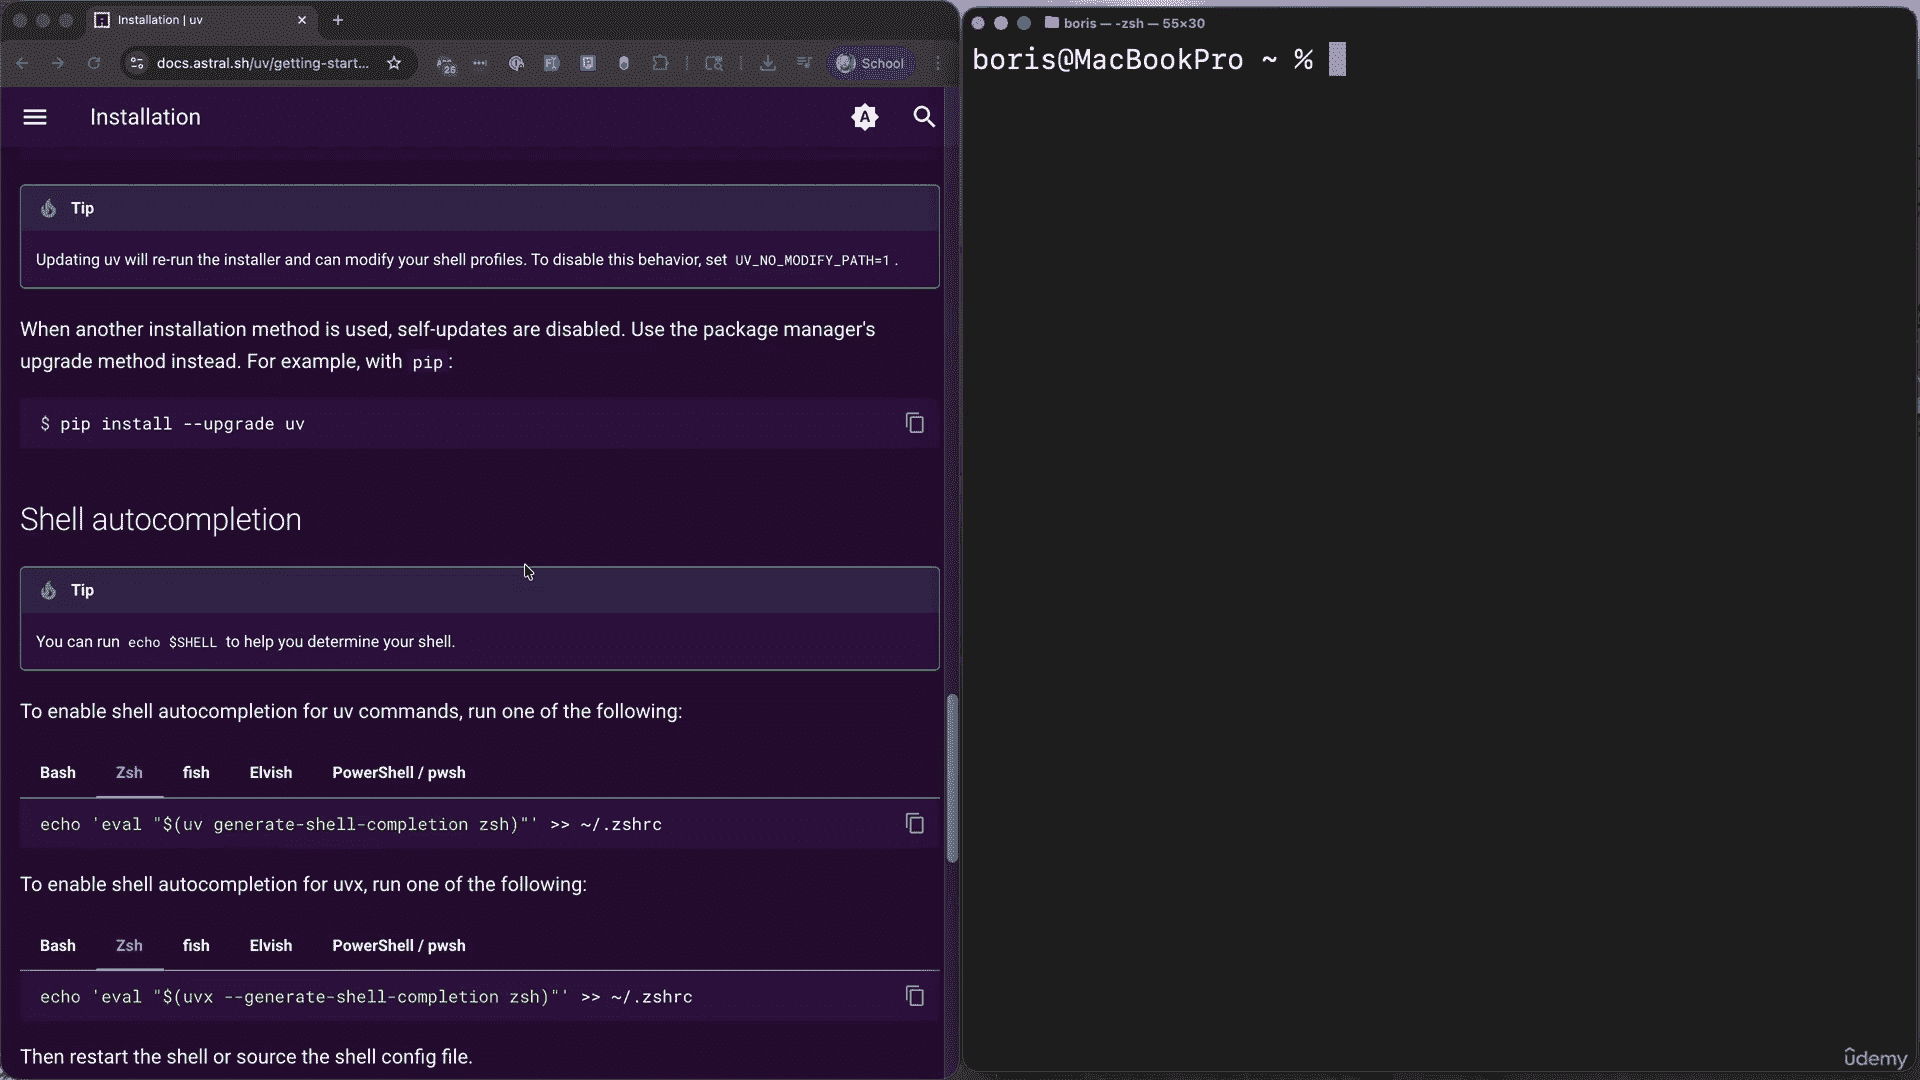 Installation | uv
docs.astral.sh/uv/getting-start...
26
School
Installation
A
Tip
Updating uv will re-run the installer and can modify your shell profiles. To disable this behavior, set UV_NO_MODIFY_PATH=1 .
When another installation method is used, self-updates are disabled. Use the package manager's
upgrade method instead. For example, with pip :
$ pip install --upgrade uv
Shell autocompletion
Tip
You can run echo $SHELL to help you determine your shell.
To enable shell autocompletion for uv commands, run one of the following:
Bash Zsh fish Elvish PowerShell / pwsh
echo 'eval "$(uv generate-shell-completion zsh)"' >> ~/.zshrc
To enable shell autocompletion for uvx, run one of the following:
Bash Zsh fish Elvish PowerShell / pwsh
echo 'eval "$(uvx --generate-shell-completion zsh)"' >> ~/.zshrc
Then restart the shell or source the shell config file.
boris — -zsh — 55×30
boris@MacBookPro ~ %
ûdemy